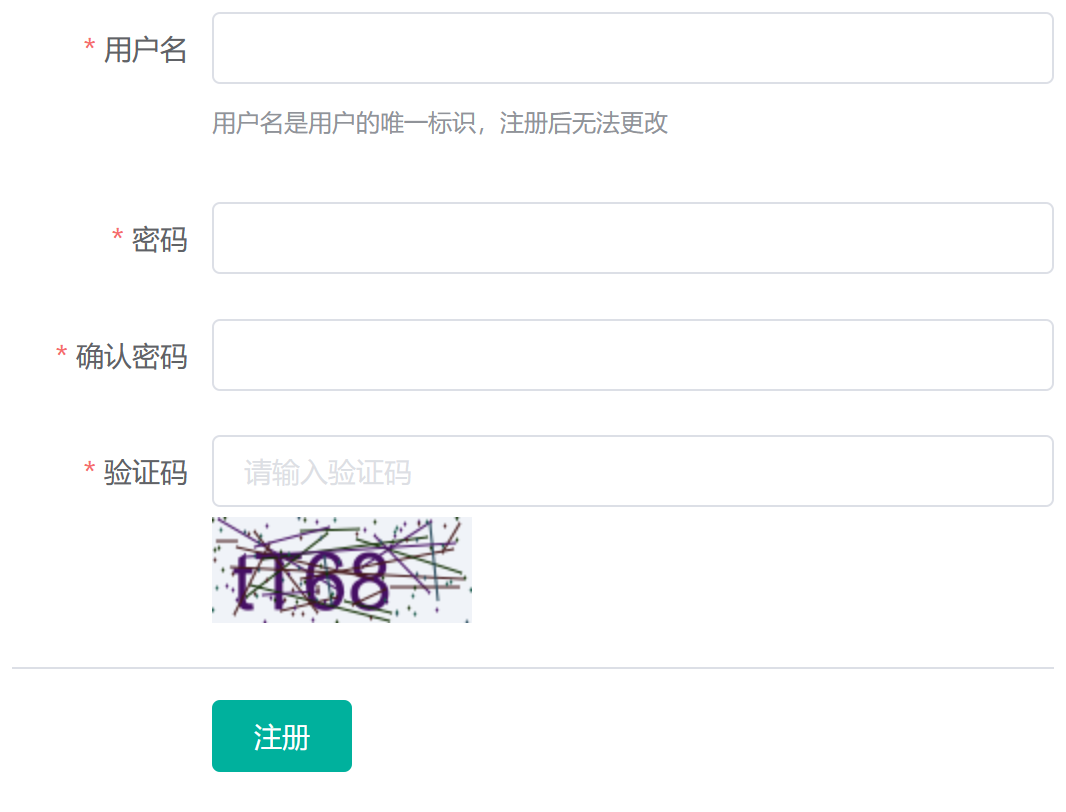 * 用户名
用户名是用户的唯一标识，注册后无法更改
* 密码
* 确认密码
* 验证码
请输入验证码
tT68
注册